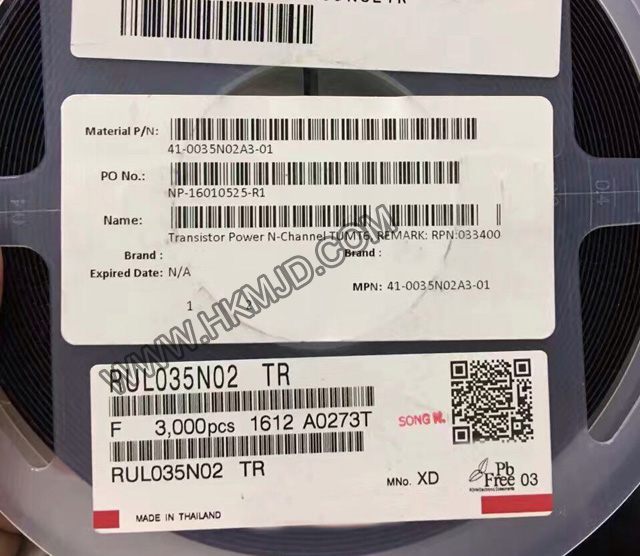 Material P/N:
41-0035N02A3-01
PO No.:
NP-16010525-R1
Name:
Transistor Power N-Channel TUMT6, REMARK: RPN:033400
Brand : Brand :
Expired Date: N/A
MPN: 41-0035N02A3-01
1 2
WWW.HKMJD.COM
RUL035N02 TR
F 3,000pcs 1612 A0273T
SONG K.
RUL035N02 TR
MNo. XD
Pb
Free 03
MADE IN THAILAND